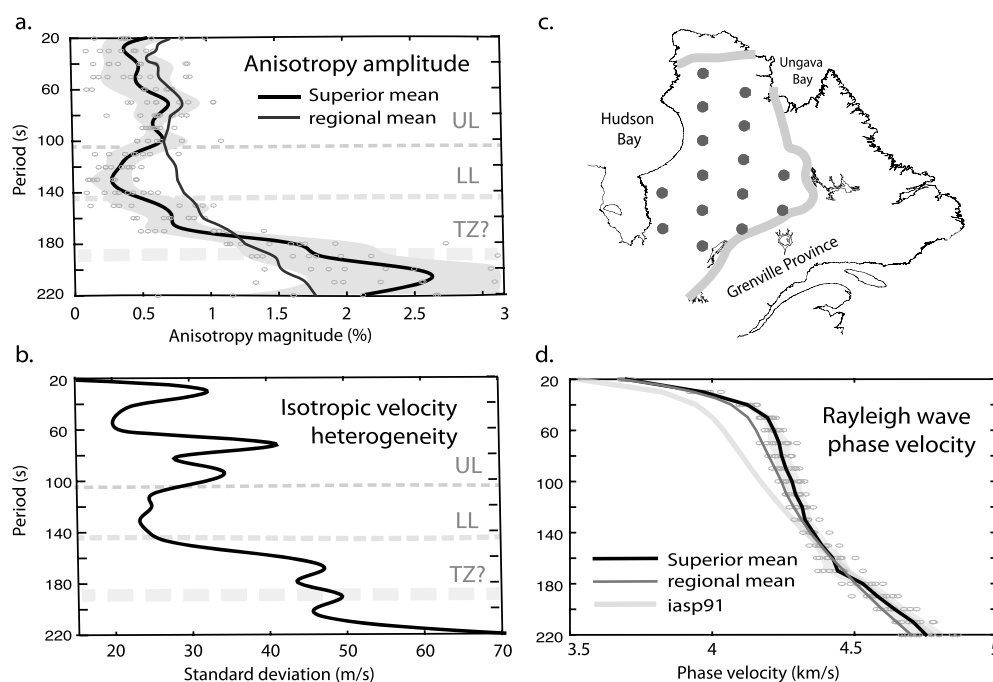 a.
20
60
100
140
180
220
Period (s)
Anisotropy amplitude
Superior mean
regional mean
UL
LL
TZ?
0
0.5
1
1.5
2
2.5
3
Anisotropy magnitude (%)
c.
Ungava
Bay
Hudson
Bay
Grenville Province
b.
20
60
100
140
180
220
Period (s)
Isotropic velocity
heterogeneity
UL
LL
TZ?
20
30
40
50
60
70
Standard deviation (m/s)
d.
20
60
100
140
180
220
Rayleigh wave
phase velocity
Superior mean
regional mean
iasp91
3.5
4
4.5
5
Phase velocity (km/s)